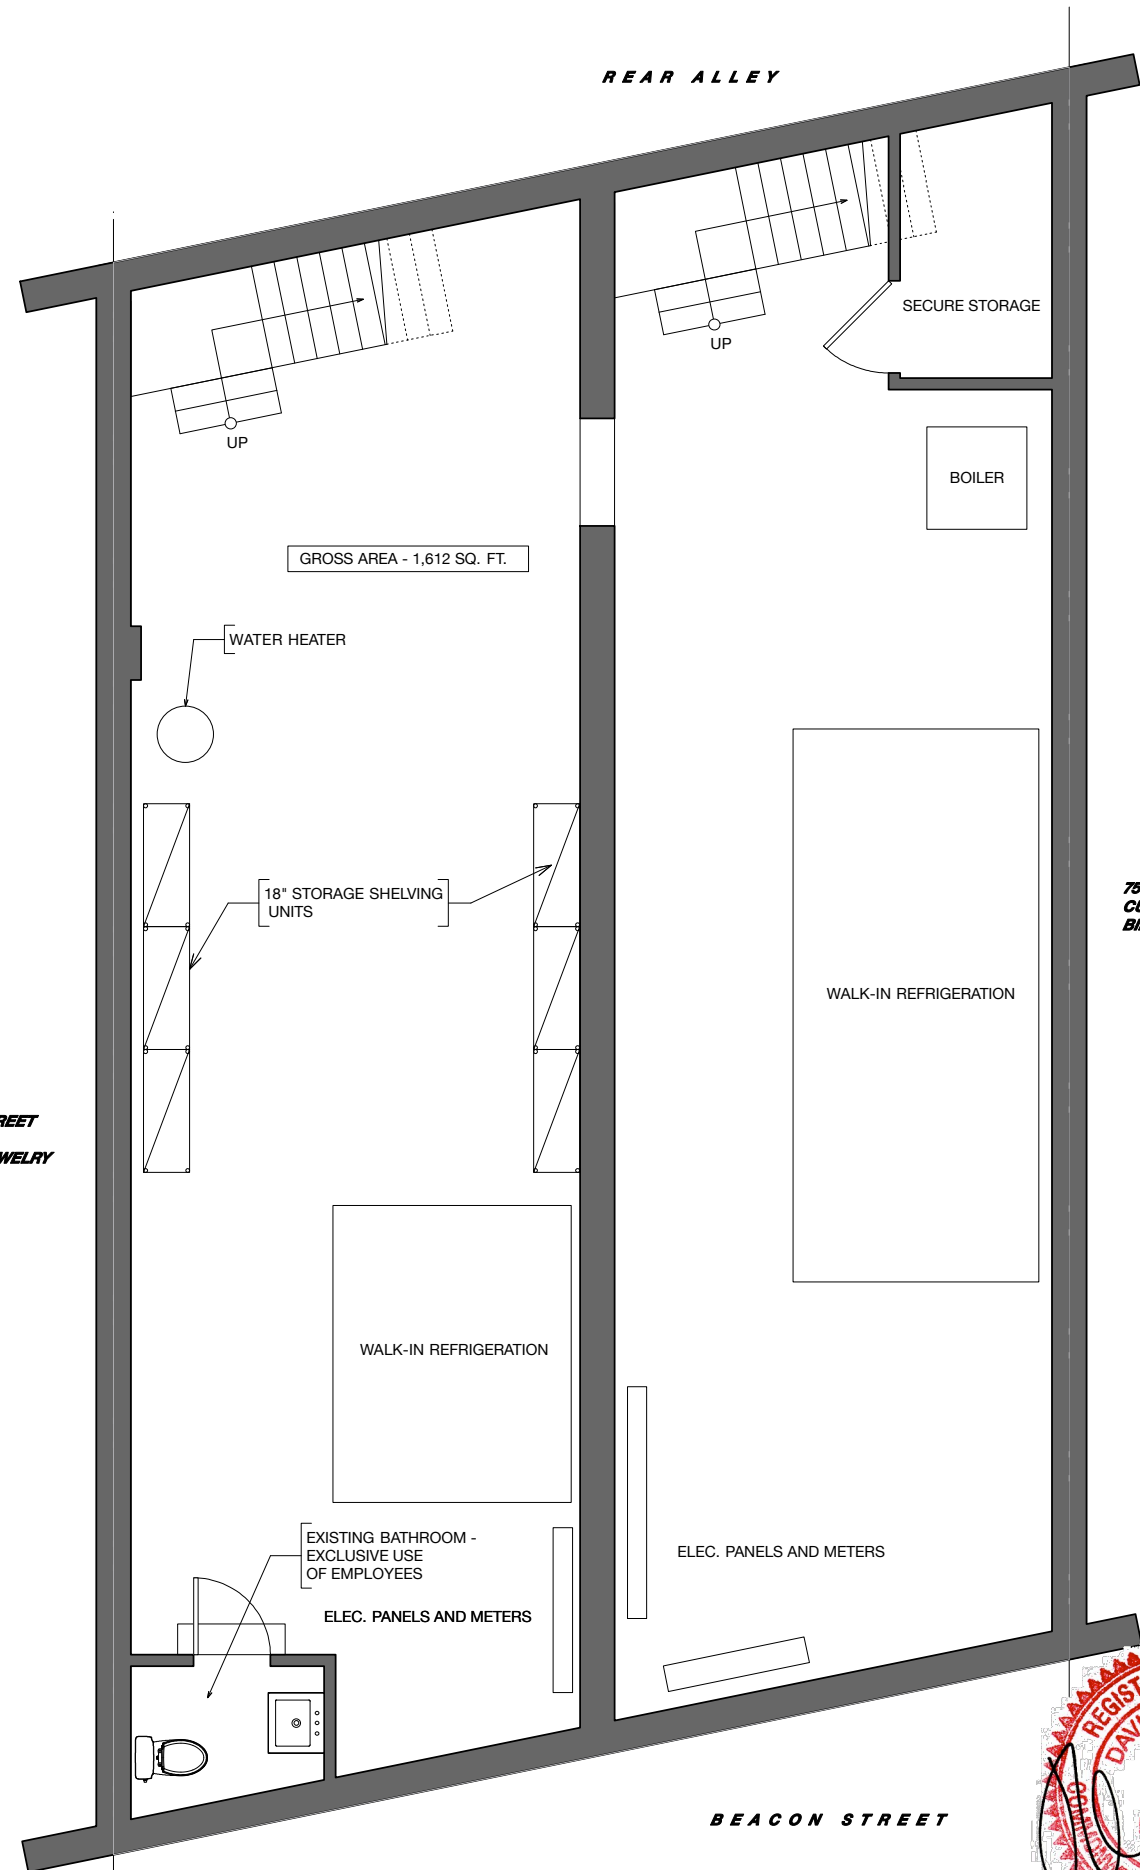 REAR ALLEY
SECURE STORAGE
UP
UP
BOILER
GROSS AREA - 1,612 SQ. FT.
WATER HEATER
18" STORAGE SHELVING
UNITS
WALK-IN REFRIGERATION
WALK-IN REFRIGERATION
EXISTING BATHROOM -
EXCLUSIVE USE
OF EMPLOYEES
ELEC. PANELS AND METERS
ELEC. PANELS AND METERS
BEACON STREET